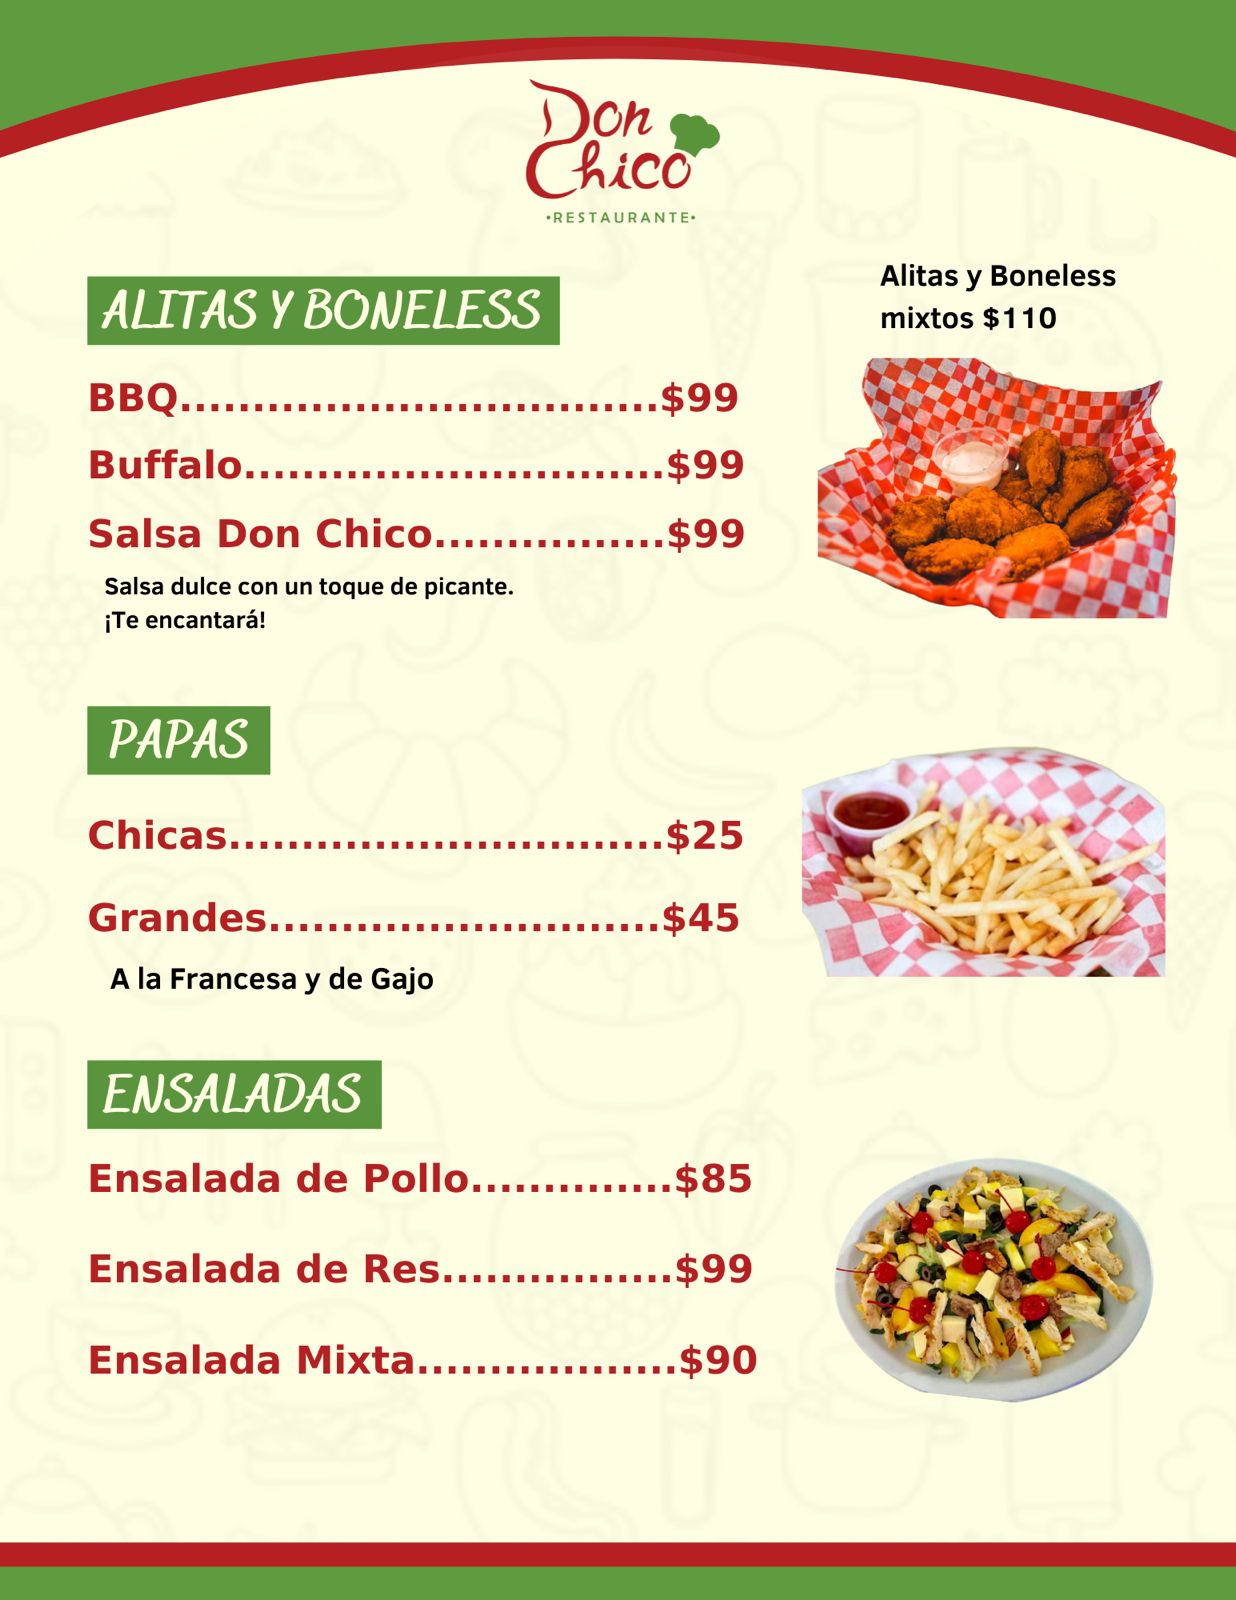 Don
Chico
•RESTAURANTE•
ALITAS Y BONELESS
BBQ.................................$99
Buffalo.............................$99
Salsa Don Chico................$99
Salsa dulce con un toque de picante.
¡Te encantará!
Alitas y Boneless
mixtos $110
PAPAS
Chicas..............................$25
Grandes...........................$45
A la Francesa y de Gajo
ENSALADAS
Ensalada de Pollo..............$85
Ensalada de Res................$99
Ensalada Mixta..................$90